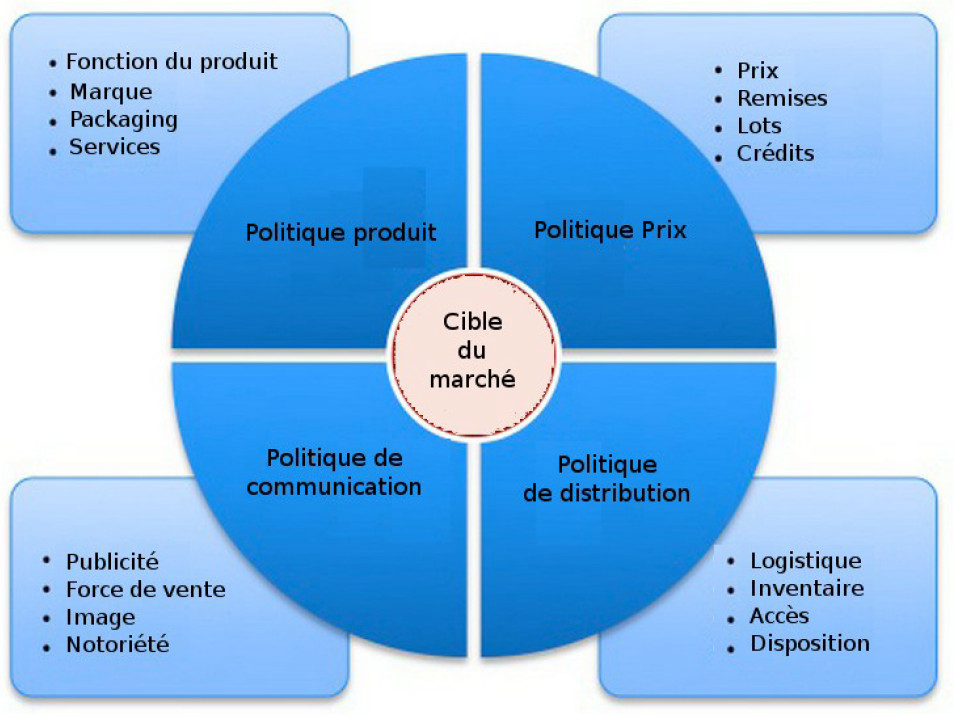 • Fonction du produit
• Marque
• Packaging
• Services
• Prix
• Remises
• Lots
• Crédits
Politique produit
Politique Prix
Cible
du
marché
Politique de
communication
Politique
de distribution
• Publicité
• Force de vente
• Image
• Notoriété
• Logistique
• Inventaire
• Accès
• Disposition